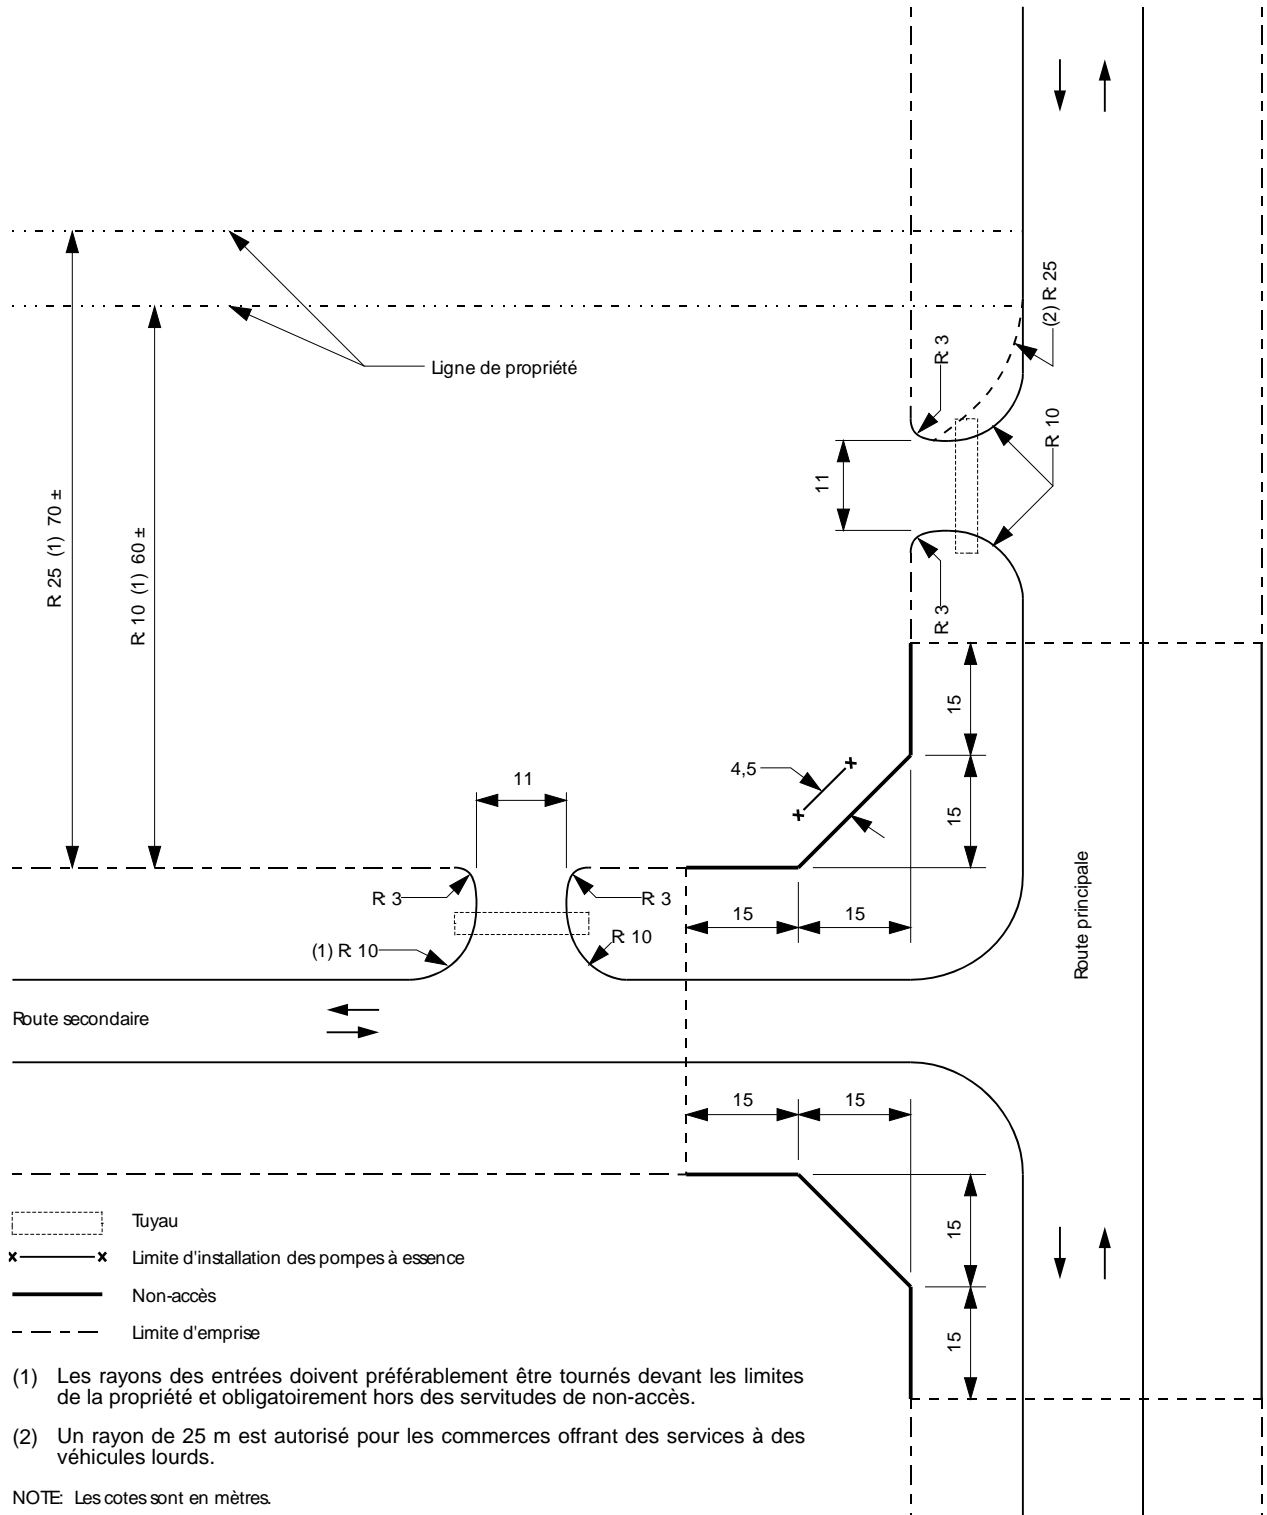 (2) R 25
R 3
Ligne de propriété
R 10
11
R 25 (1) 70 ±
R 10 (1) 60 ±
R 3
15
4,5
11
15
R 3
R 3
15
15
R 10
(1) R 10
Route principale
Route secondaire
15
15
Tuyau
15
Limite d'installation des pompes à essence
Non-accès
Limite d'emprise
15
(1) Les rayons des entrées doivent préférablement être tournés devant les limites
de la propriété et obligatoirement hors des servitudes de non-accès.
(2) Un rayon de 25 m est autorisé pour les commerces offrant des services à des
véhicules lourds.
NOTE: Les cotes sont en mètres.